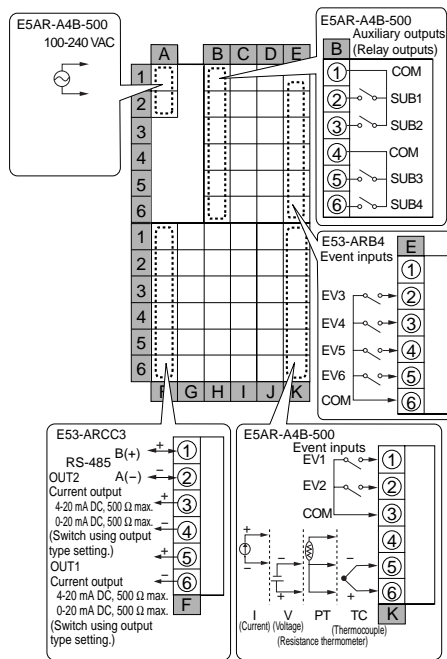 E5AR-A4B-500
100-240 VAC
A
B C D E
1
2
3
4
5
6
1
2
3
4
5
6
F G H I J K
E5AR-A4B-500
Auxiliary outputs
(Relay outputs)
B
1 COM
2 SUB1
3 SUB2
4 COM
5 SUB3
6 SUB4
E53-ARB4
Event inputs
E
1
EV3 2
EV4 3
EV5 4
EV6 5
COM 6
E53-ARCC3
RS-485
B(+) + 1
A(−) − 2
OUT2
Current output
4-20 mA DC, 500 Ω max. + 3
0-20 mA DC, 500 Ω max. − 4
(Switch using output
type setting.)
+ 5
OUT1
− 6
Current output
4-20 mA DC, 500 Ω max.
0-20 mA DC, 500 Ω max.
(Switch using output
type setting.)
F
E5AR-A4B-500
Event inputs
EV1 1
EV2 2
COM 3
4
5
6
K
+ −
− +
− +
I V PT TC
(Current) (Voltage) (Thermocouple)
(Resistance thermometer)